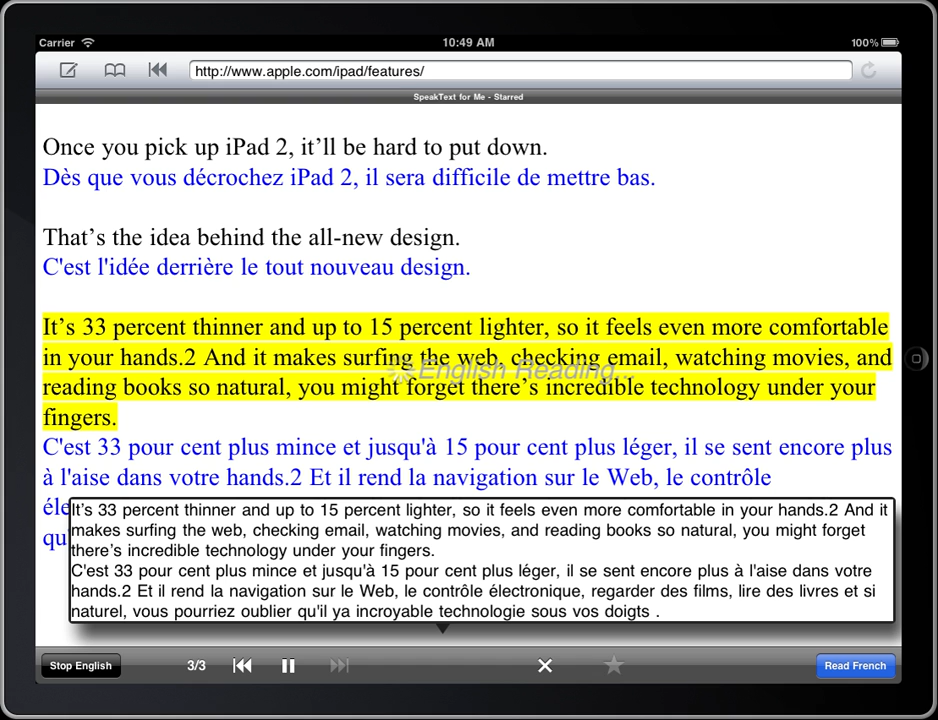 Carrier
10:49 AM
100%
http://www.apple.com/ipad/features/
SpeakText for Me - Starred
Once you pick up iPad 2, it’ll be hard to put down.
Dès que vous décrochez iPad 2, il sera difficile de mettre bas.
That’s the idea behind the all-new design.
C'est l'idée derrière le tout nouveau design.
It’s 33 percent thinner and up to 15 percent lighter, so it feels even more comfortable
in your hands.2 And it makes surfing the web, checking email, watching movies, and
English Reading...
reading books so natural, you might forget there’s incredible technology under your
fingers.
C'est 33 pour cent plus mince et jusqu'à 15 pour cent plus léger, il se sent encore plus
à l'aise dans votre hands.2 Et il rend la navigation sur le Web, le contrôle
It’s 33 percent thinner and up to 15 percent lighter, so it feels even more comfortable in your hands.2 And it
makes surfing the web, checking email, watching movies, and reading books so natural, you might forget
there’s incredible technology under your fingers.
C'est 33 pour cent plus mince et jusqu'à 15 pour cent plus léger, il se sent encore plus à l'aise dans votre
hands.2 Et il rend la navigation sur le Web, le contrôle électronique, regarder des films, lire des livres et si
naturel, vous pourriez oublier qu'il ya incroyable technologie sous vos doigts .
Stop English
3/3
Read French